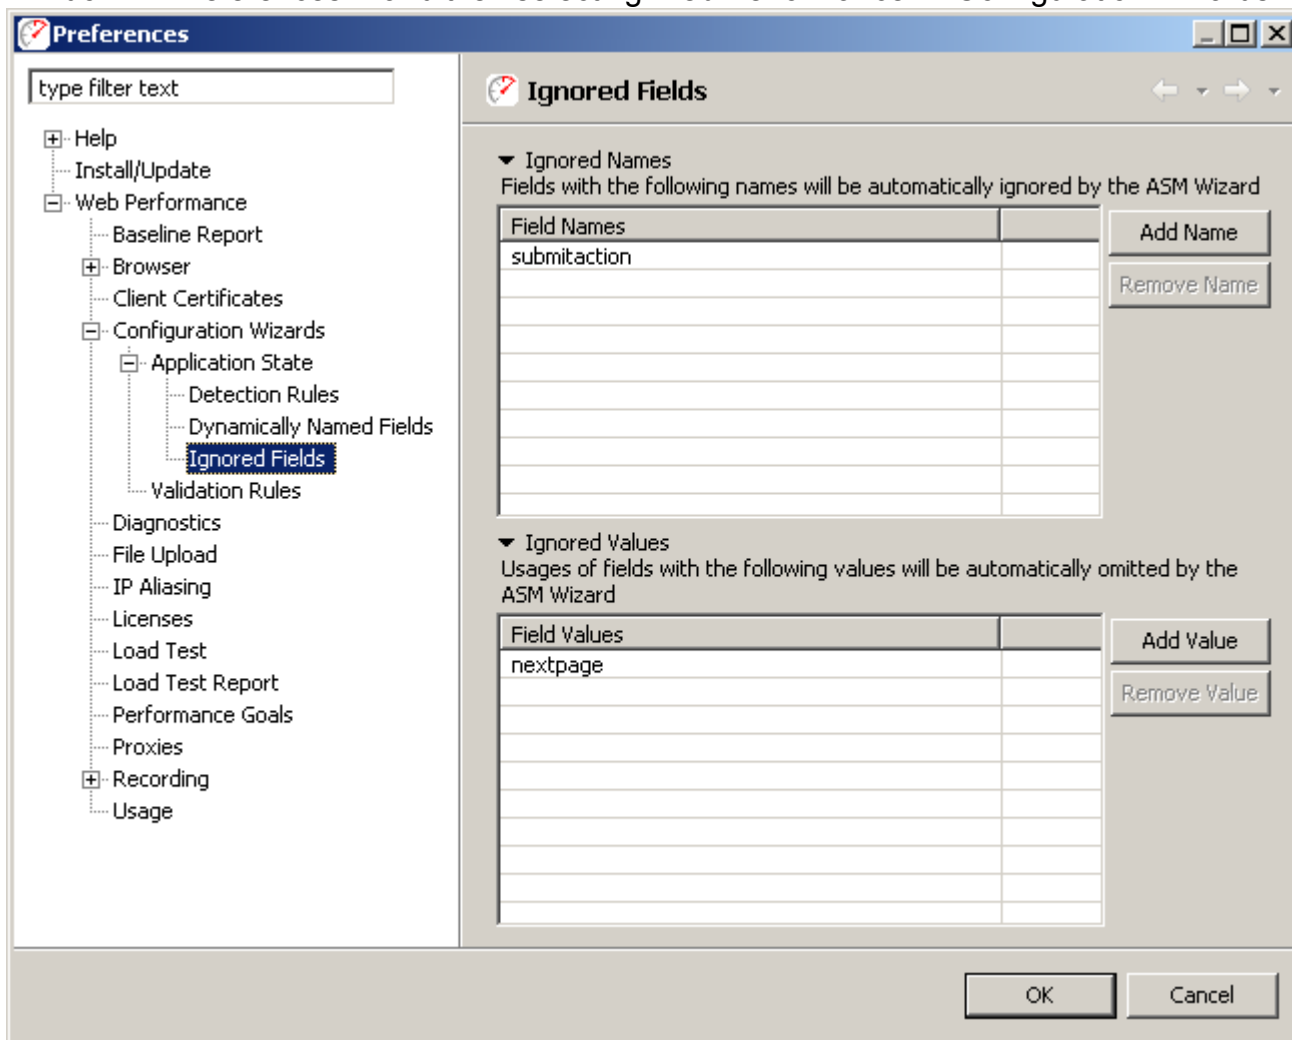 Preferences
type filter text
Help
Install/Update
Web Performance
Baseline Report
Browser
Client Certificates
Configuration Wizards
Application State
Detection Rules
Dynamically Named Fields
Ignored Fields
Validation Rules
Diagnostics
File Upload
IP Aliasing
Licenses
Load Test
Load Test Report
Performance Goals
Proxies
Recording
Usage
Ignored Fields
Ignored Names
Fields with the following names will be automatically ignored by the ASM Wizard
Field Names
submitaction
Add Name
Remove Name
Ignored Values
Usages of fields with the following values will be automatically omitted by the
ASM Wizard
Field Values
nextpage
Add Value
Remove Value
OK
Cancel